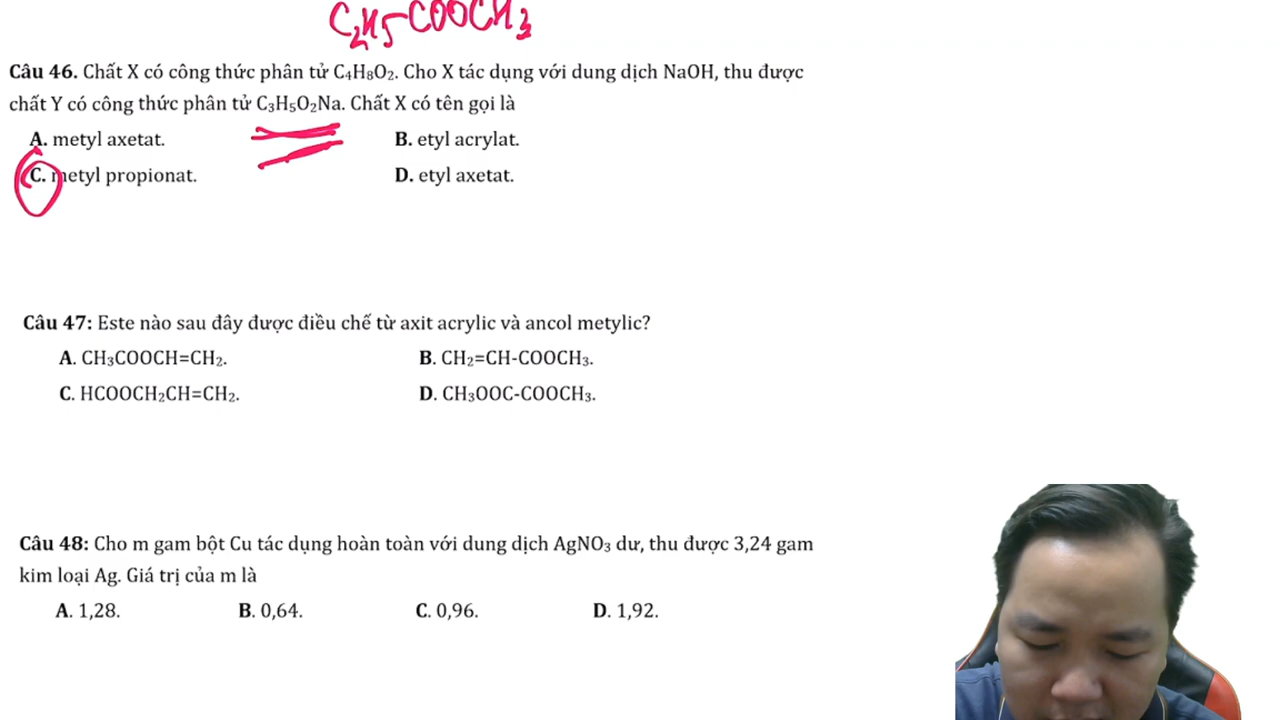 C₂H₅-COOCH₃
Câu 46. Chất X có công thức phân tử C₄H₈O₂. Cho X tác dụng với dung dịch NaOH, thu được
chất Y có công thức phân tử C₃H₅O₂Na. Chất X có tên gọi là
A. metyl axetat. B. etyl acrylat.
C. metyl propionat. D. etyl axetat.
Câu 47: Este nào sau đây được điều chế từ axit acrylic và ancol metylic?
A. CH₃COOCH=CH₂. B. CH₂=CH-COOCH₃.
C. HCOOCH₂CH=CH₂. D. CH₃OOC-COOCH₃.
Câu 48: Cho m gam bột Cu tác dụng hoàn toàn với dung dịch AgNO₃ dư, thu được 3,24 gam
kim loại Ag. Giá trị của m là
A. 1,28. B. 0,64. C. 0,96. D. 1,92.